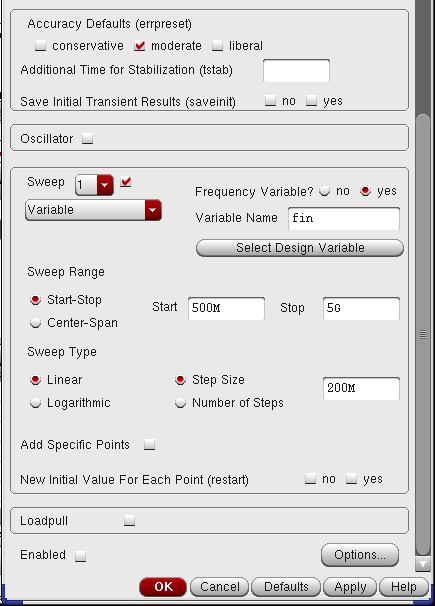 Accuracy Defaults (errpreset)
conservative moderate liberal
Additional Time for Stabilization (tstab)
Save Initial Transient Results (saveinit) no yes
Oscillator
Sweep 1
Frequency Variable? no yes
Variable
Variable Name fin
Select Design Variable
Sweep Range
Start-Stop Start 500M Stop 5G
Center-Span
Sweep Type
Linear Step Size 200M
Logarithmic Number of Steps
Add Specific Points
New Initial Value For Each Point (restart) no yes
Loadpull
Enabled Options...
OK Cancel Defaults Apply Help